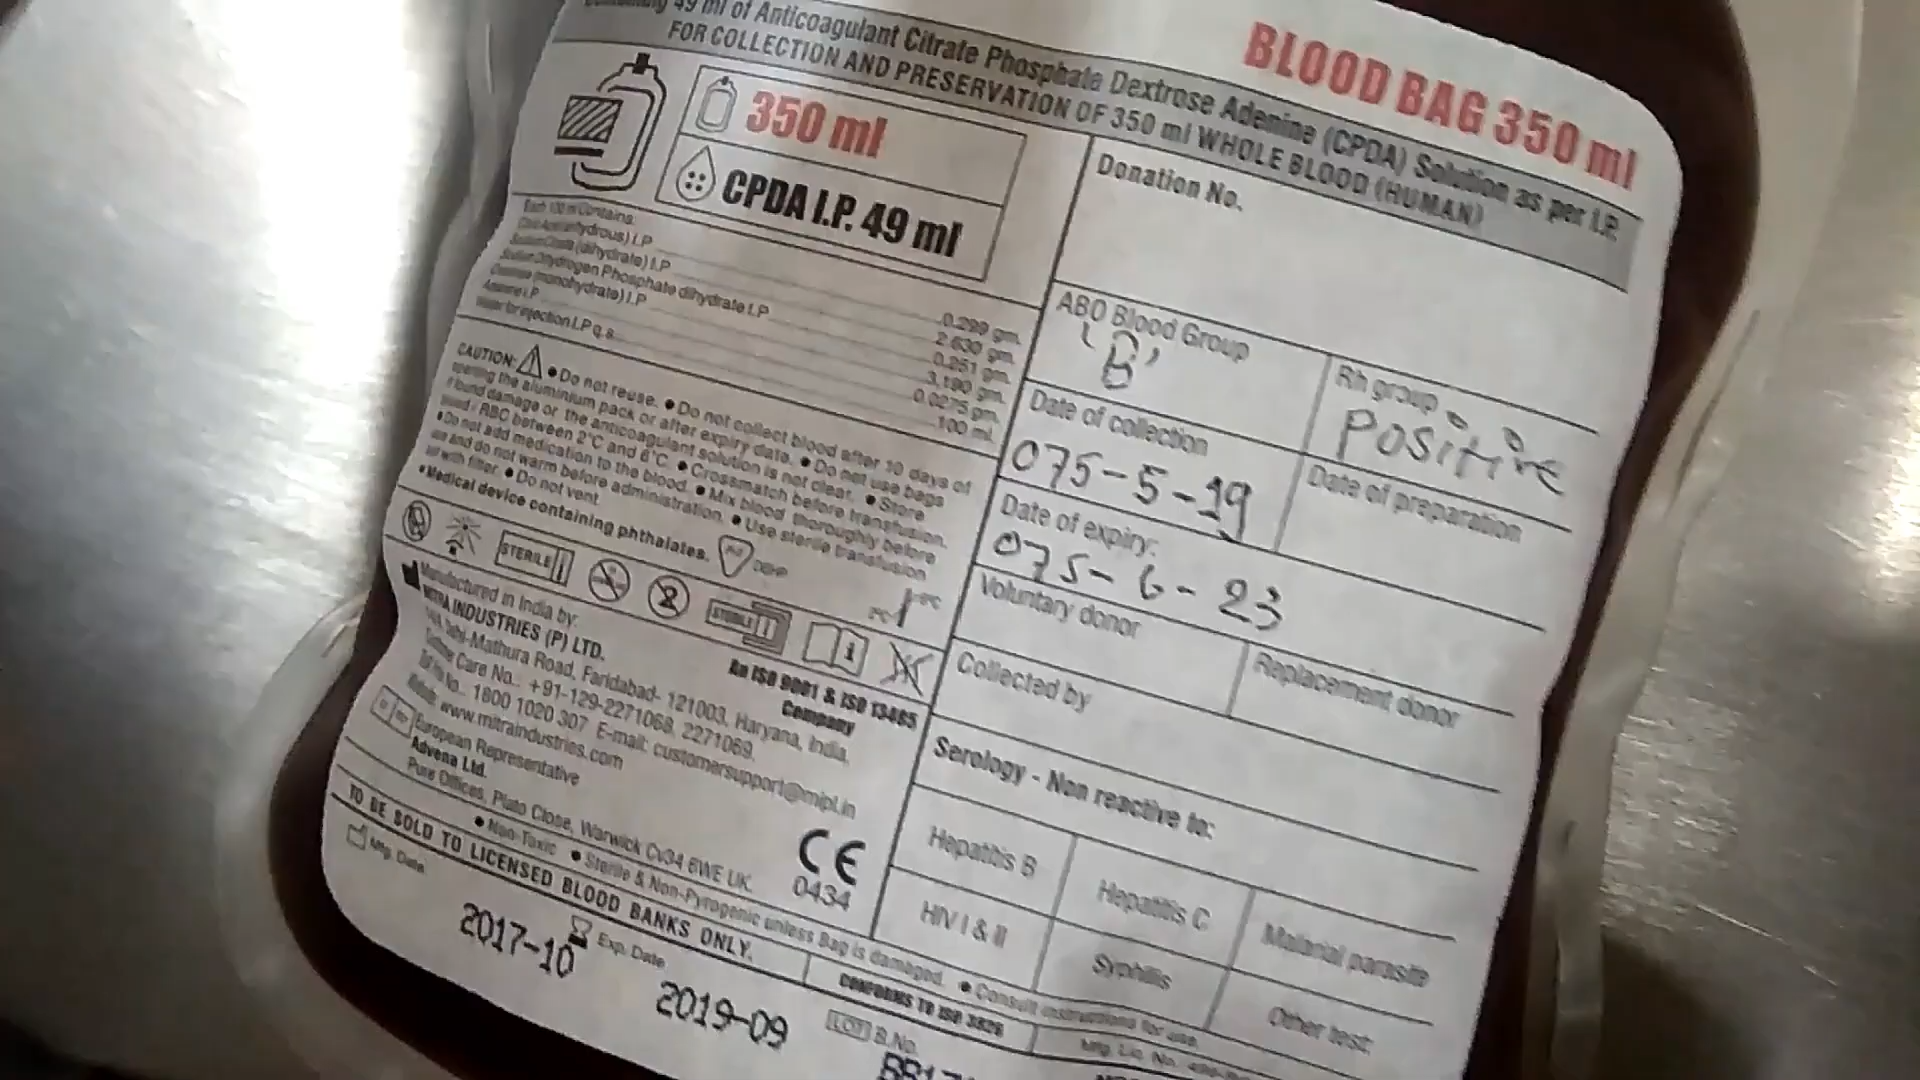 BLOOD BAG 350 ml
49 ml of Anticoagulant Citrate Phosphate Dextrose Adenine (CPDA) Solution as per I.P.
FOR COLLECTION AND PRESERVATION OF 350 ml WHOLE BLOOD (HUMAN)
350 ml
CPDA I.P. 49 ml
Each 100 ml Contains:
(anhydrous) I.P. 0.299 gm.
Sodium Citrate (dihydrate) I.P. 2.630 gm.
Sodium Dihydrogen Phosphate dihydrate I.P. 0.251 gm.
Dextrose (monohydrate) I.P. 3.190 gm.
Adenine I.P. 0.0275 gm.
Water for Injection I.P. q.s. 100 ml.
CAUTION: • Do not reuse. • Do not collect blood after 10 days of
opening the aluminium pack or after expiry date. • Do not use bags
if found damage or the anticoagulant solution is not clear. • Store
RBC between 2°C and 6°C. • Crossmatch before transfusion.
• Do not add medication to the blood. • Mix blood thoroughly before
use and do not warm before administration. • Use sterile transfusion
set with filter. • Do not vent.
• Medical device containing phthalates. DEHP
STERILE
STERILE
Manufactured in India by:
MITRA INDUSTRIES (P) LTD.
Mathura Road, Faridabad- 121003, Haryana, India,
Care No.. +91-129-2271068, 2271069,
1800 1020 307 E-mail: customersupport@mipl.in
www.mitraindustries.com
An ISO 9001 & ISO 13485
Company
European Representative
Advena Ltd.
Pure Offices, Plato Close, Warwick Cv34 6WE UK.
CE
0434
• Non-Toxic • Sterile & Non-Pyrogenic unless Bag is damaged. • Consult instructions for use.
TO BE SOLD TO LICENSED BLOOD BANKS ONLY.
CONFORMS TO ISO 3826
Mfg. Date
2017-10
Exp. Date
2019-09
LOT B.No.
Mfg. Lic. No.
Donation No.
ABO Blood Group
'B'
Rh group
POSitivE
Date of collection
075-5-19
Date of preparation
Date of expiry:
075-6-23
Voluntary donor
Replacement donor
Collected by
Serology - Non reactive to:
Hepatitis B
Hepatitis C
Malarial parasite
HIV I & II
Syphilis
Other test: